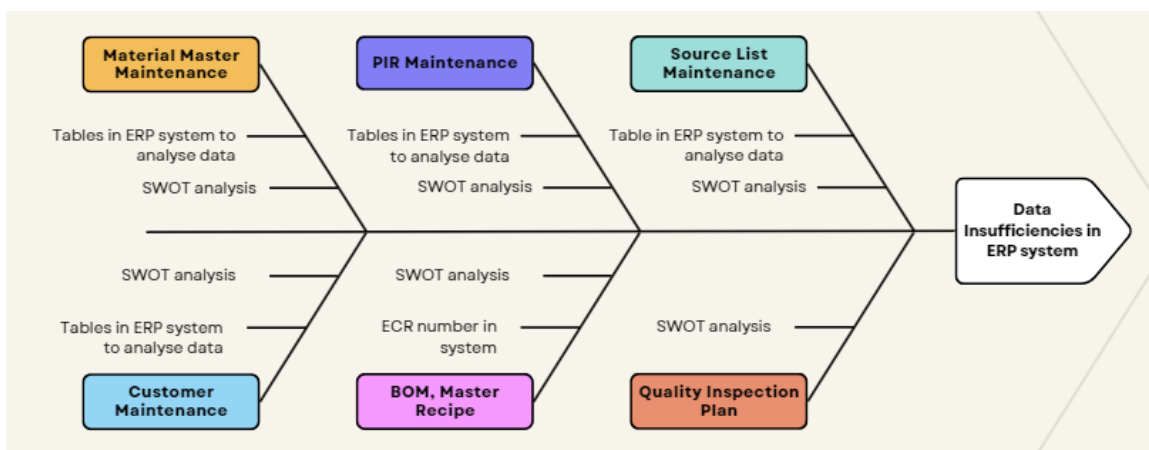 Material Master
Maintenance
PIR Maintenance
Source List
Maintenance
Tables in ERP system to
analyse data
Tables in ERP system
to analyse data
Table in ERP system to
analyse data
SWOT analysis
SWOT analysis
SWOT analysis
Data
Insufficiencies in
ERP system
SWOT analysis
SWOT analysis
Tables in ERP system
to analyse data
ECR number in
system
SWOT analysis
Customer
Maintenance
BOM, Master
Recipe
Quality Inspection
Plan